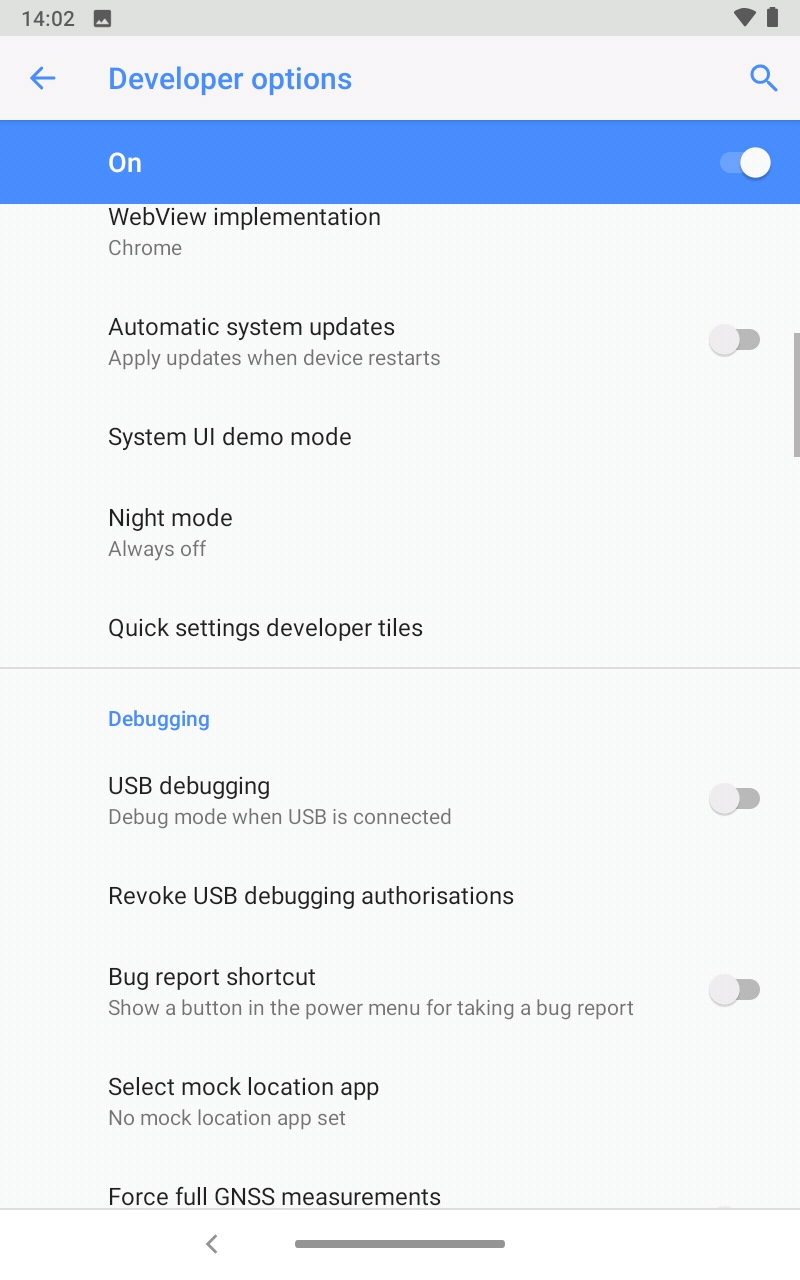 14:02
Developer options
On
WebView implementation
Chrome
Automatic system updates
Apply updates when device restarts
System UI demo mode
Night mode
Always off
Quick settings developer tiles
Debugging
USB debugging
Debug mode when USB is connected
Revoke USB debugging authorisations
Bug report shortcut
Show a button in the power menu for taking a bug report
Select mock location app
No mock location app set
Force full GNSS measurements